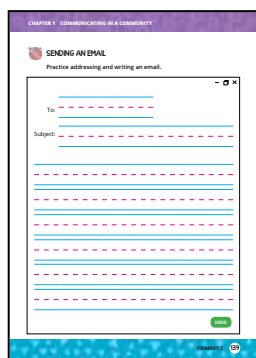 CHAPTER 1 COMMUNICATING IN A COMMUNITY
SENDING AN EMAIL
Practice addressing and writing an email.
To:
Subject:
SEND
PRIMARY 2 139